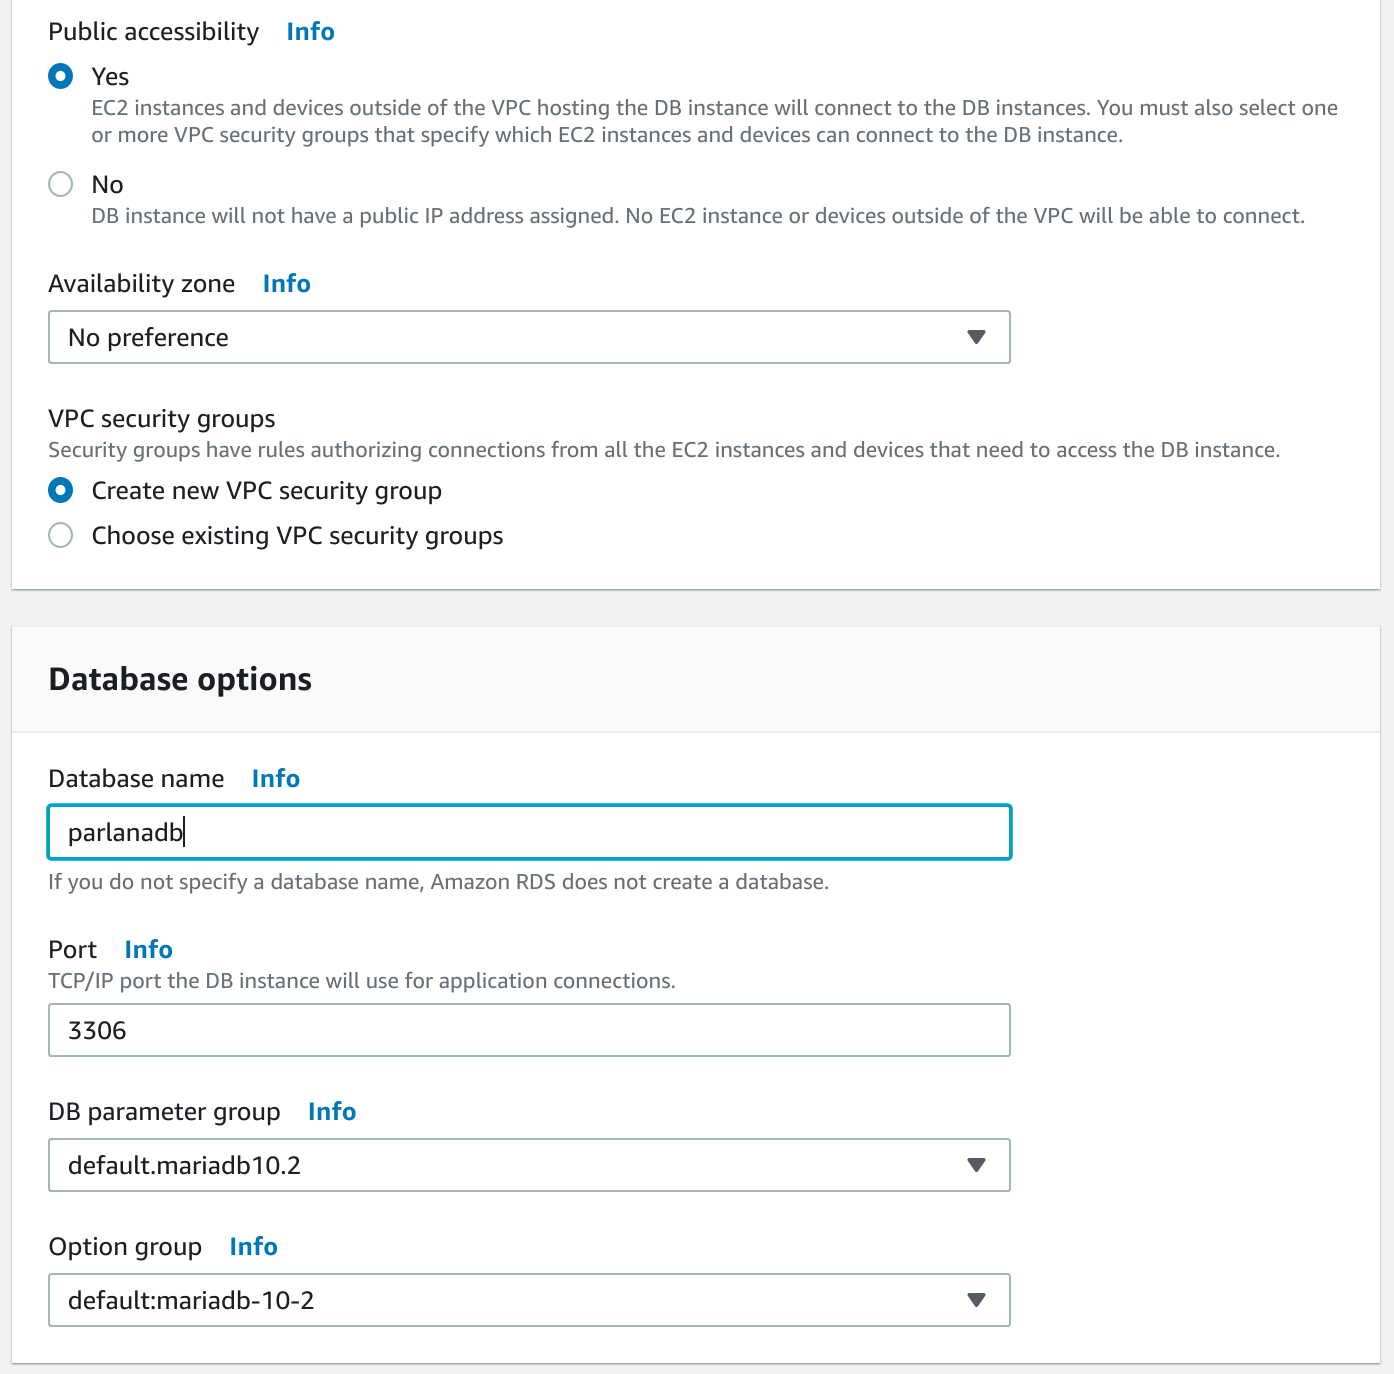 Public accessibility Info
Yes
EC2 instances and devices outside of the VPC hosting the DB instance will connect to the DB instances. You must also select one
or more VPC security groups that specify which EC2 instances and devices can connect to the DB instance.
No
DB instance will not have a public IP address assigned. No EC2 instance or devices outside of the VPC will be able to connect.
Availability zone Info
No preference
VPC security groups
Security groups have rules authorizing connections from all the EC2 instances and devices that need to access the DB instance.
Create new VPC security group
Choose existing VPC security groups
Database options
Database name Info
parlanadb
If you do not specify a database name, Amazon RDS does not create a database.
Port Info
TCP/IP port the DB instance will use for application connections.
3306
DB parameter group Info
default.mariadb10.2
Option group Info
default:mariadb-10-2